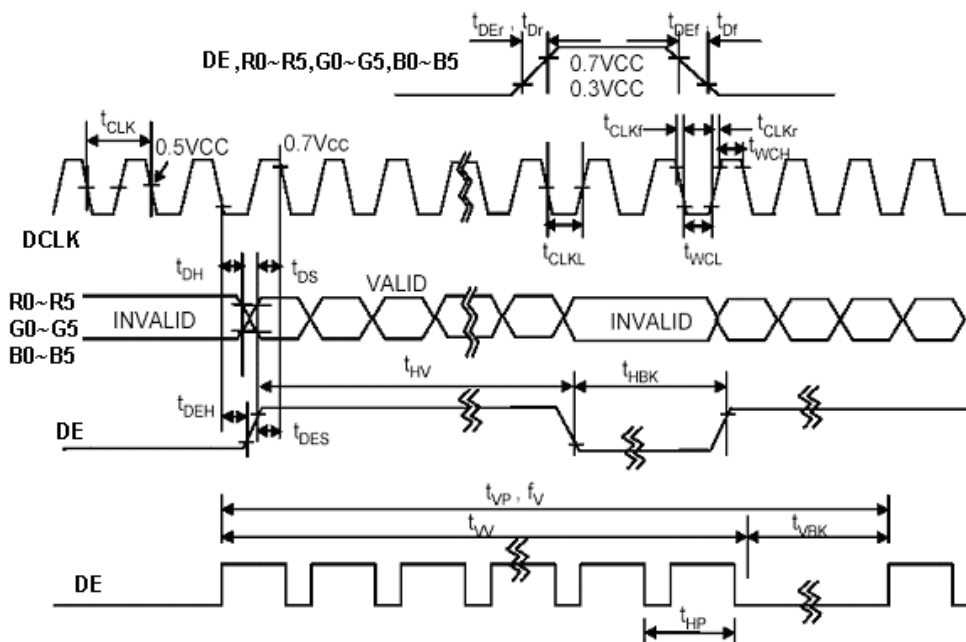 tDEr , tDr
tDEf , tDf
DE ,R0~R5,G0~G5,B0~B5
0.7VCC
0.3VCC
tCLK
0.5VCC
0.7Vcc
tCLKf
tCLKr
tWCH
DCLK
tDH
tDS
tCLKL
tWCL
VALID
R0~R5
G0~G5
B0~B5
INVALID
INVALID
tHV
tHBK
tDEH
DE
tDES
tVP , fV
tVV
tVBK
DE
tHP